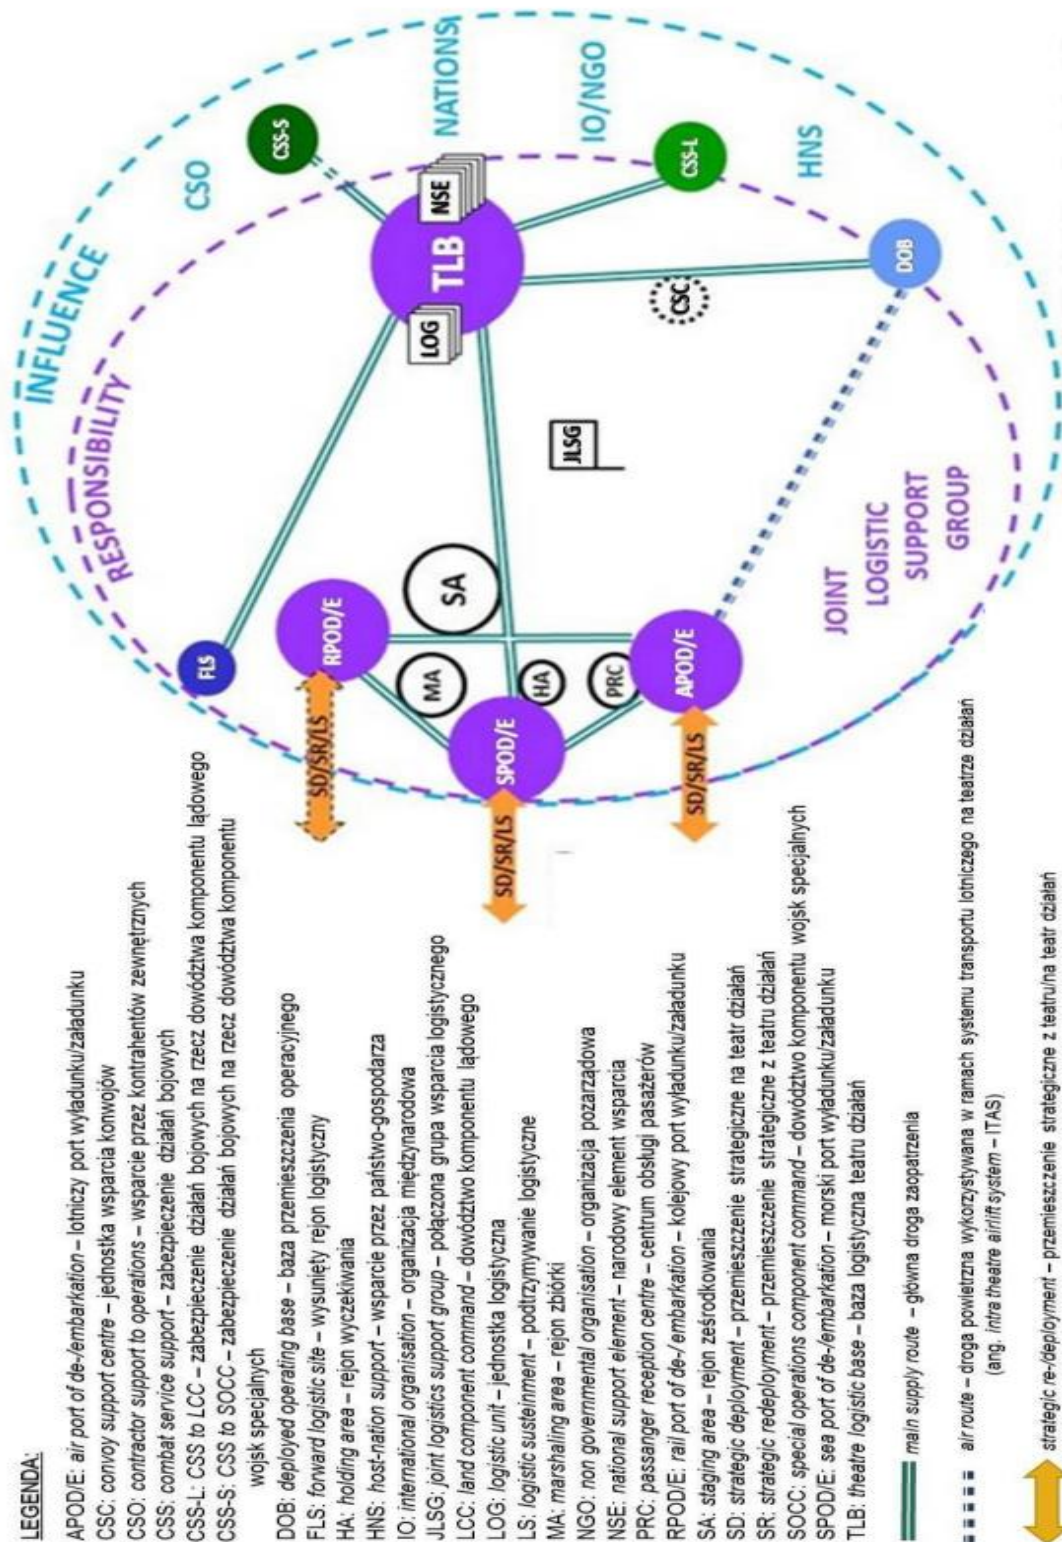 LEGENDA:
APOD/E: air port of de-/embarkation – lotniczy port wyładunku/załadunku
CSC: convoy support centre – jednostka wsparcia konwojów
CSO: contractor support to operations – wsparcie przez kontrahentów zewnętrznych
CSS: combat service support – zabezpieczenie działań bojowych
CSS-L: CSS to LCC – zabezpieczenie działań bojowych na rzecz dowództwa komponentu lądowego
CSS-S: CSS to SOCC – zabezpieczenie działań bojowych na rzecz dowództwa komponentu
wojsk specjalnych
DOB: deployed operating base – baza przemieszczenia operacyjnego
FLS: forward logistic site – wysunięty rejon logistyczny
HA: holding area – rejon wyczekiwania
HNS: host-nation support – wsparcie przez państwo-gospodarza
IO: international organisation – organizacja międzynarodowa
JLSG: joint logistics support group – połączona grupa wsparcia logistycznego
LCC: land component command – dowództwo komponentu lądowego
LOG: logistic unit – jednostka logistyczna
LS: logistic susteinment – podtrzymywanie logistyczne
MA: marshaling area – rejon zbiórki
NGO: non governmental organisation – organizacja pozarządowa
NSE: national support element – narodowy element wsparcia
PRC: passanger reception centre – centrum obsługi pasażerów
RPOD/E: rail port of de-/ embarkation – kolejowy port wyładunku/załadunku
SA: staging area – rejon ześrodkowania
SD: strategic deployment – przemieszczenie strategiczne na teatr działań
SR: strategic redeployment – przemieszczenie strategiczne z teatru działań
SOCC: special operations component command – dowództwo komponentu wojsk specjalnych
SPOD/E: sea port of de-/embarkation – morski port wyładunku/załadunku
TLB: theatre logistic base – baza logistyczna teatru działań
main supply route – główna droga zaopatrzenia
air route – droga powietrzna wykorzystywana w ramach systemu transportu lotniczego na teatrze działań
(ang. intra theatre airlift system – ITAS)
strategic re-/deployment – przemieszczenie strategiczne z teatru/na teatr działań
INFLUENCE
RESPONSIBILITY
CSO
NATIONS
IO/NGO
HNS
CSS-S
NSE
TLB
LOG
CSS-L
CSC
DOB
JLSG
FLS
RPOD/E
SA
MA
HA
PRC
SPOD/E
APOD/E
SD/SR/LS
SD/SR/LS
SD/SR/LS
JOINT
LOGISTIC
SUPPORT
GROUP